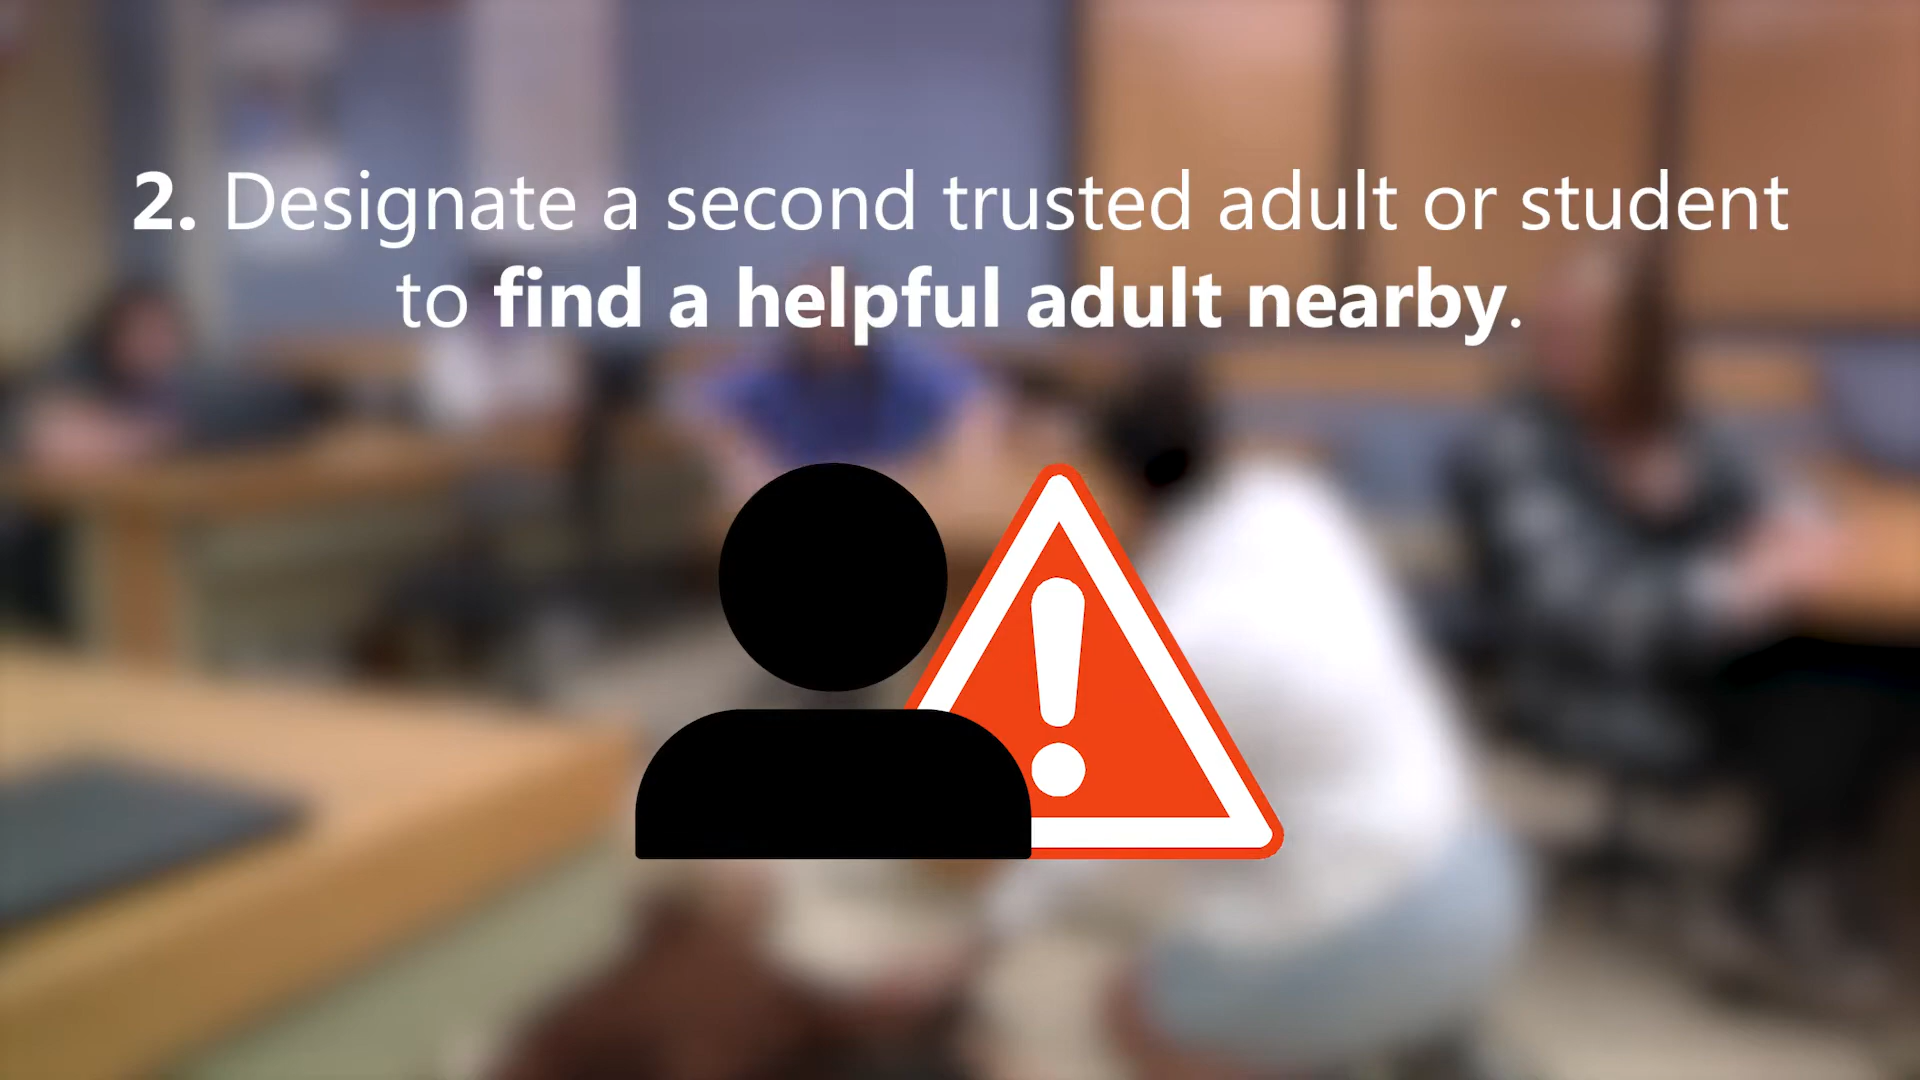 2. Designate a second trusted adult or student
to find a helpful adult nearby.